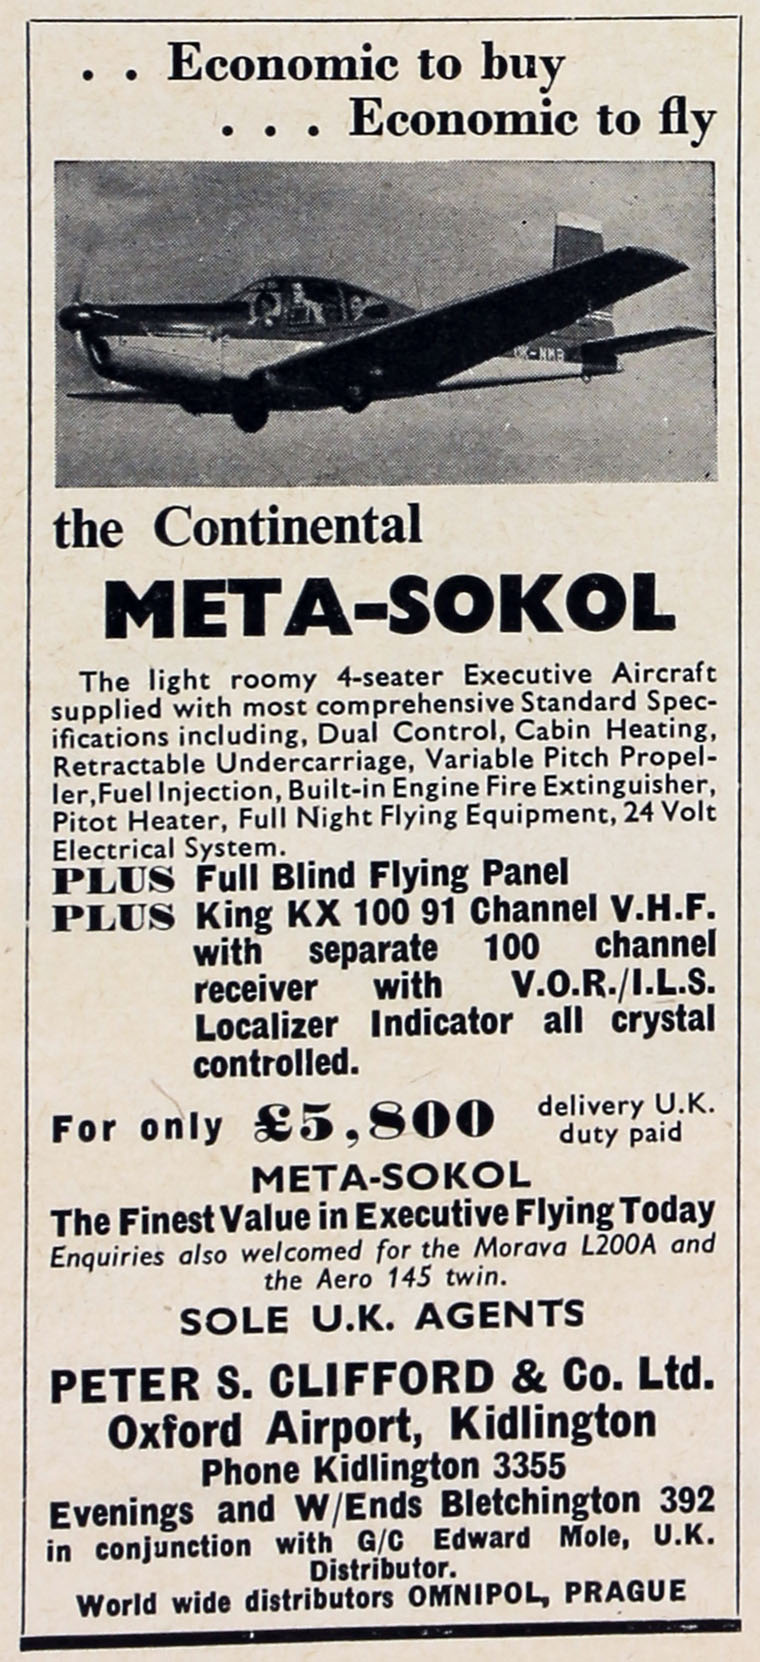 . . Economic to buy
. . . Economic to fly
OK-NMB
the Continental
META-SOKOL
The light roomy 4-seater Executive Aircraft
supplied with most comprehensive Standard Spec-
ifications including, Dual Control, Cabin Heating,
Retractable Undercarriage, Variable Pitch Propel-
ler, Fuel Injection, Built-in Engine Fire Extinguisher,
Pitot Heater, Full Night Flying Equipment, 24 Volt
Electrical System.
PLUS Full Blind Flying Panel
PLUS King KX 100 91 Channel V.H.F.
with separate 100 channel
receiver with V.O.R./I.L.S.
Localizer Indicator all crystal
controlled.
For only £5,800 delivery U.K.
duty paid
META-SOKOL
The Finest Value in Executive Flying Today
Enquiries also welcomed for the Morava L200A and
the Aero 145 twin.
SOLE U.K. AGENTS
PETER S. CLIFFORD & Co. Ltd.
Oxford Airport, Kidlington
Phone Kidlington 3355
Evenings and W/Ends Bletchington 392
in conjunction with G/C Edward Mole, U.K.
Distributor.
World wide distributors OMNIPOL, PRAGUE